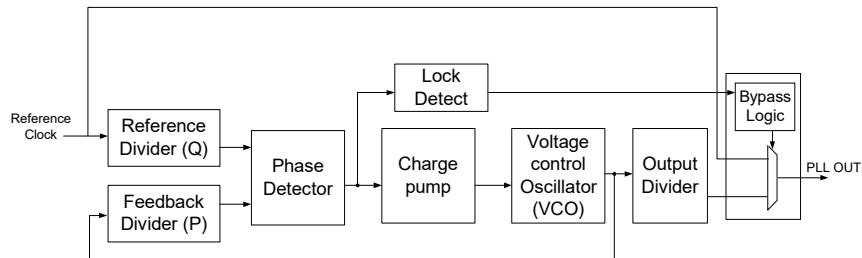 Lock
Detect
Bypass
Logic
Reference
Clock
Reference
Divider (Q)
Phase
Detector
Charge
pump
Voltage
control
Oscillator
(VCO)
Output
Divider
PLL OUT
Feedback
Divider (P)